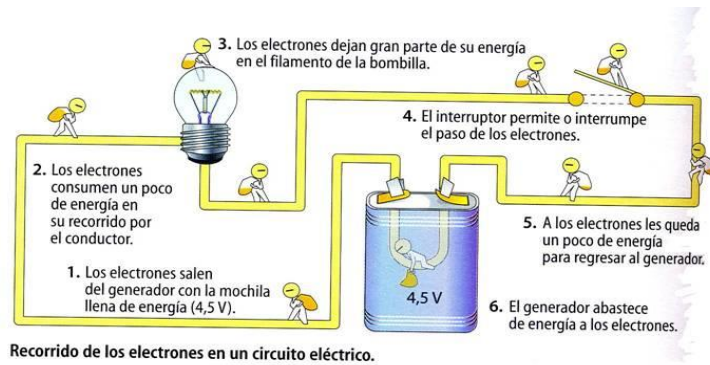 3. Los electrones dejan gran parte de su energía
en el filamento de la bombilla.
4. El interruptor permite o interrumpe
el paso de los electrones.
2. Los electrones
consumen un poco
de energía en
su recorrido por
el conductor.
5. A los electrones les queda
un poco de energía
para regresar al generador.
1. Los electrones salen
del generador con la mochila
llena de energía (4,5 V).
4,5 V
6. El generador abastece
de energía a los electrones.
Recorrido de los electrones en un circuito eléctrico.